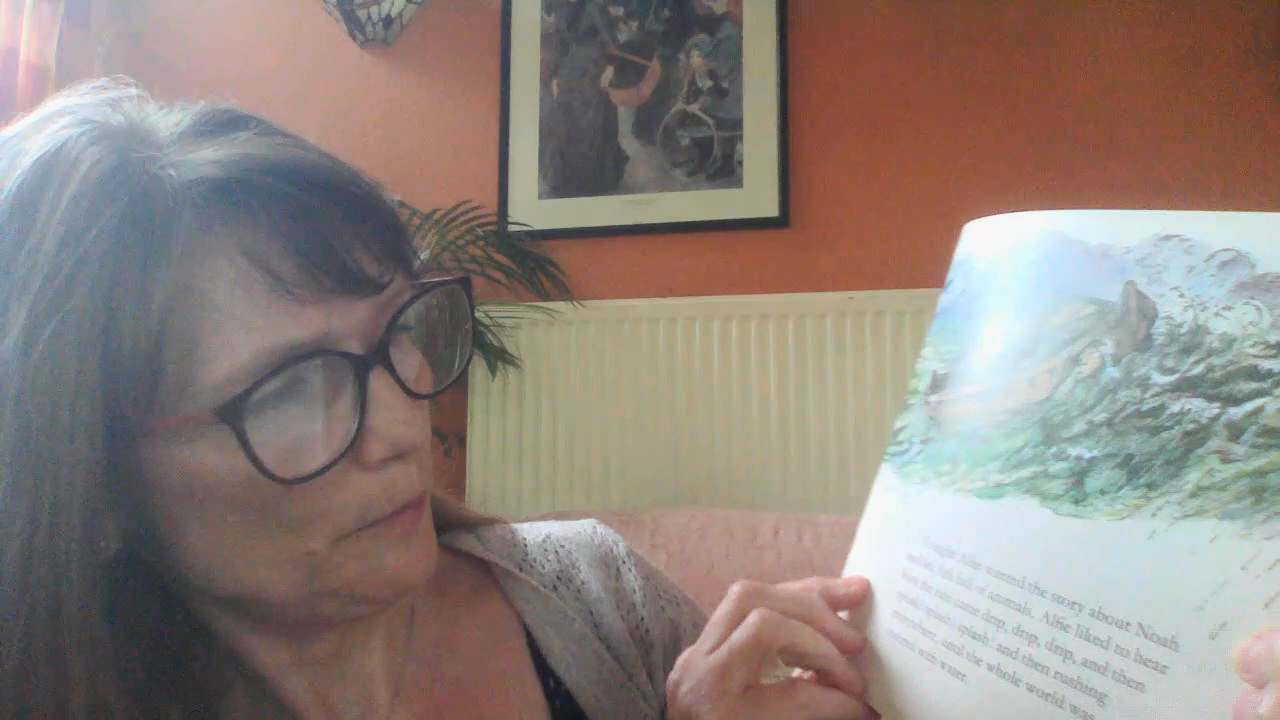 Tonight Alfie wanted the story about Noah
and his Ark full of animals. Alfie liked to hear
how the rain came drip, drip, drip, and then
splash! splash! splash! and then rushing
everywhere, until the whole world was
covered with water.